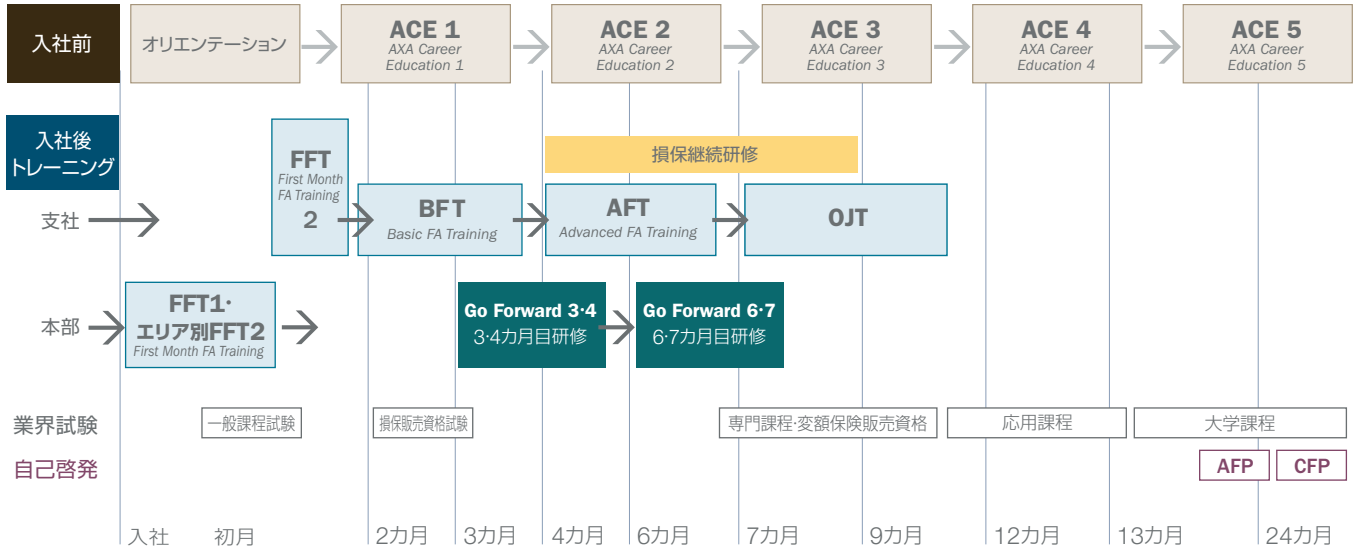 入社前
オリエンテーション
ACE 1
AXA Career
Education 1
ACE 2
AXA Career
Education 2
ACE 3
AXA Career
Education 3
ACE 4
AXA Career
Education 4
ACE 5
AXA Career
Education 5
入社後
トレーニング
支社
FFT
First Month
FA Training
2
BFT
Basic FA Training
損保継続研修
AFT
Advanced FA Training
OJT
本部
FFT1・
エリア別FFT2
First Month FA Training
Go Forward 3・4
3・4カ月目研修
Go Forward 6・7
6・7カ月目研修
業界試験
一般課程試験
損保販売資格試験
専門課程・変額保険販売資格
応用課程
大学課程
自己啓発
AFP
CFP
入社
初月
2カ月
3カ月
4カ月
6カ月
7カ月
9カ月
12カ月
13カ月
24カ月